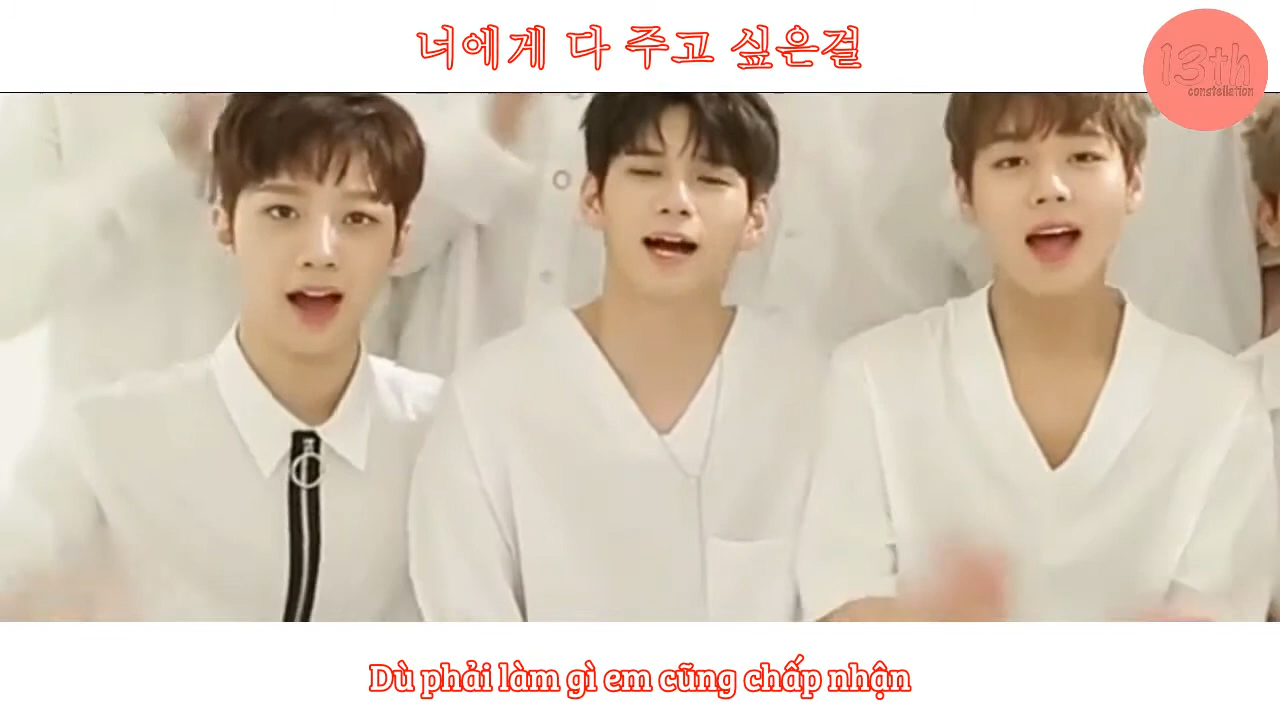 너에게 다 주고 싶은걸
13th
constellation
Dù phải làm gì em cũng chấp nhận